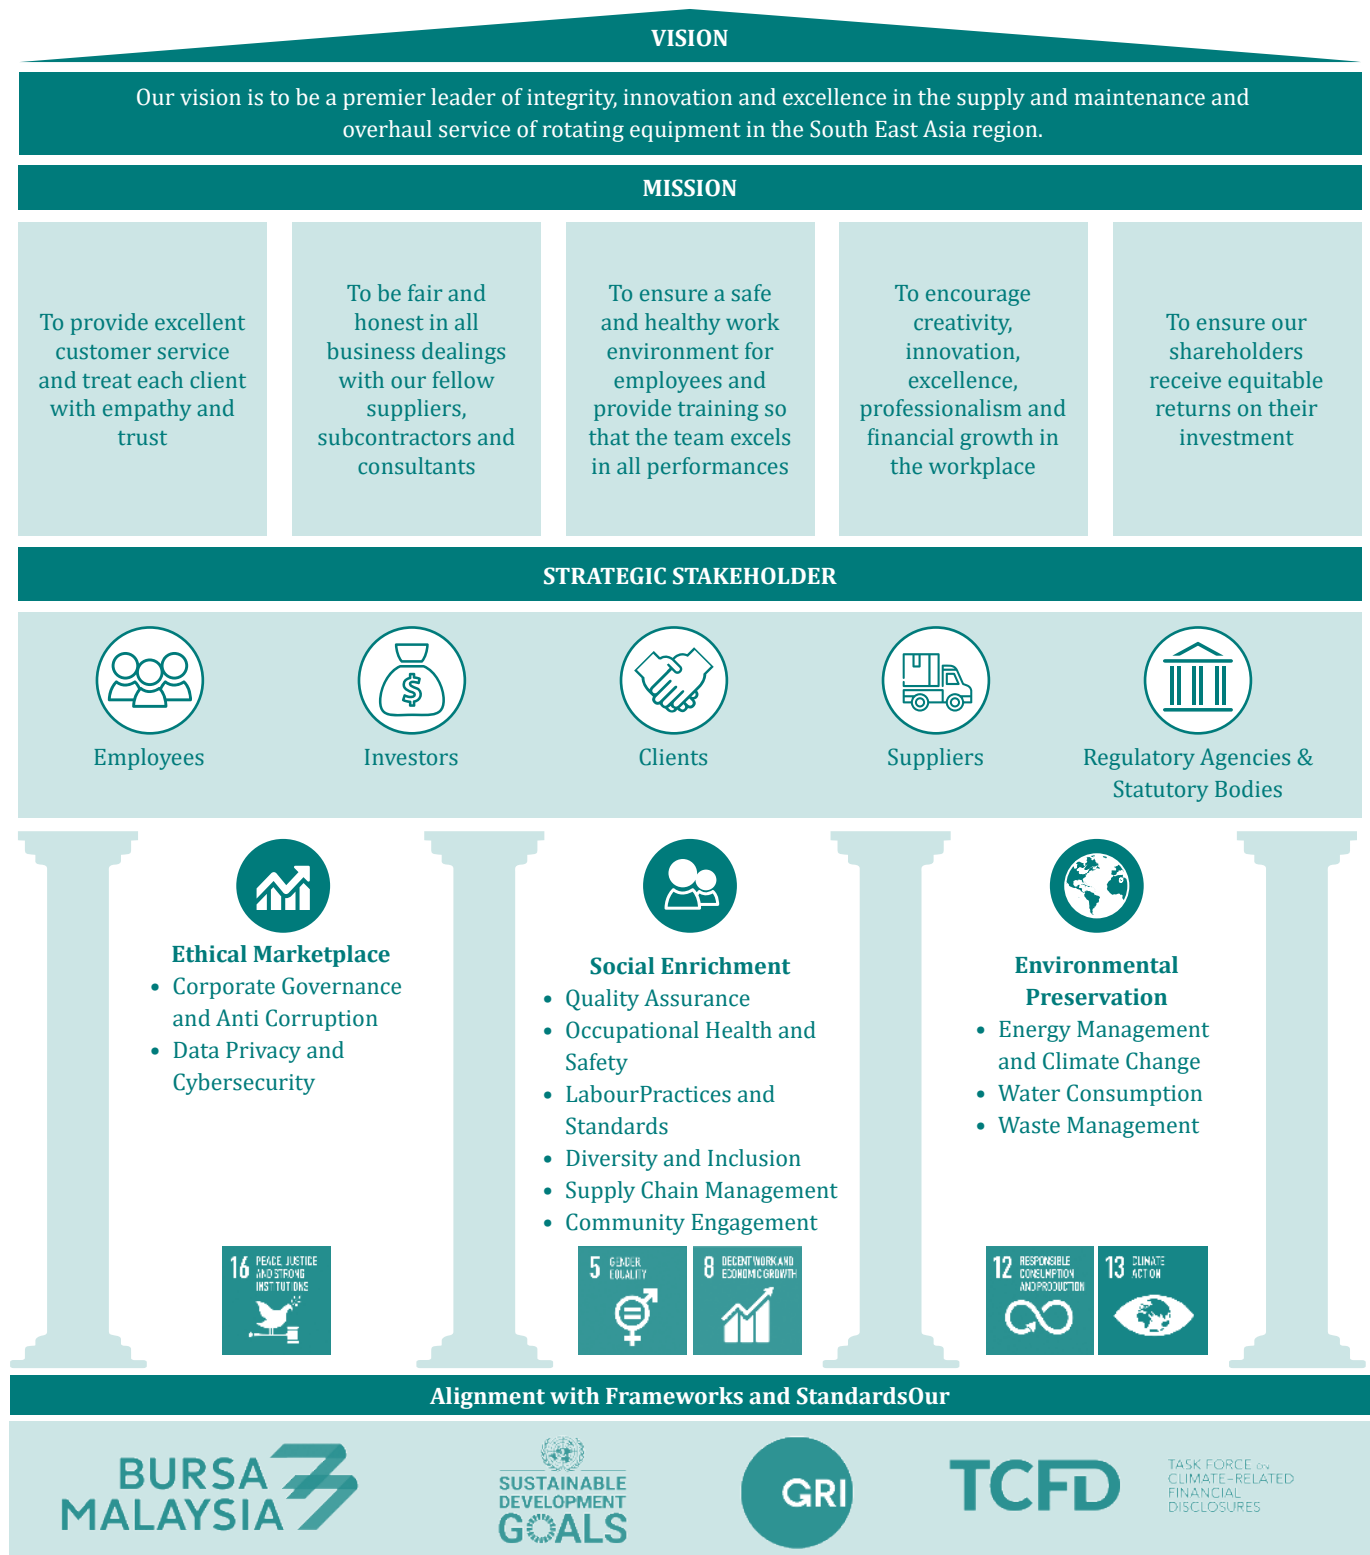 VISION
Our vision is to be a premier leader of integrity, innovation and excellence in the supply and maintenance and
overhaul service of rotating equipment in the South East Asia region.
MISSION
To provide excellent
customer service
and treat each client
with empathy and
trust
To be fair and
honest in all
business dealings
with our fellow
suppliers,
subcontractors and
consultants
To ensure a safe
and healthy work
environment for
employees and
provide training so
that the team excels
in all performances
To encourage
creativity,
innovation,
excellence,
professionalism and
financial growth in
the workplace
To ensure our
shareholders
receive equitable
returns on their
investment
STRATEGIC STAKEHOLDER
$
Employees
Investors
Clients
Suppliers
Regulatory Agencies &
Statutory Bodies
Ethical Marketplace
• Corporate Governance
and Anti Corruption
• Data Privacy and
Cybersecurity
16 PEACE, JUSTICE
AND STRONG
INSTITUTIONS
Social Enrichment
• Quality Assurance
• Occupational Health and
Safety
• LabourPractices and
Standards
• Diversity and Inclusion
• Supply Chain Management
• Community Engagement
5 GENDER
EQUALITY
8 DECENT WORK AND
ECONOMIC GROWTH
Environmental
Preservation
• Energy Management
and Climate Change
• Water Consumption
• Waste Management
12 RESPONSIBLE
CONSUMPTION
AND PRODUCTION
13 CLIMATE
ACTION
Alignment with Frameworks and StandardsOur
BURSA
MALAYSIA
SUSTAINABLE
DEVELOPMENT
GOALS
GRI
TCFD
TASK FORCE ON
CLIMATE-RELATED
FINANCIAL
DISCLOSURES